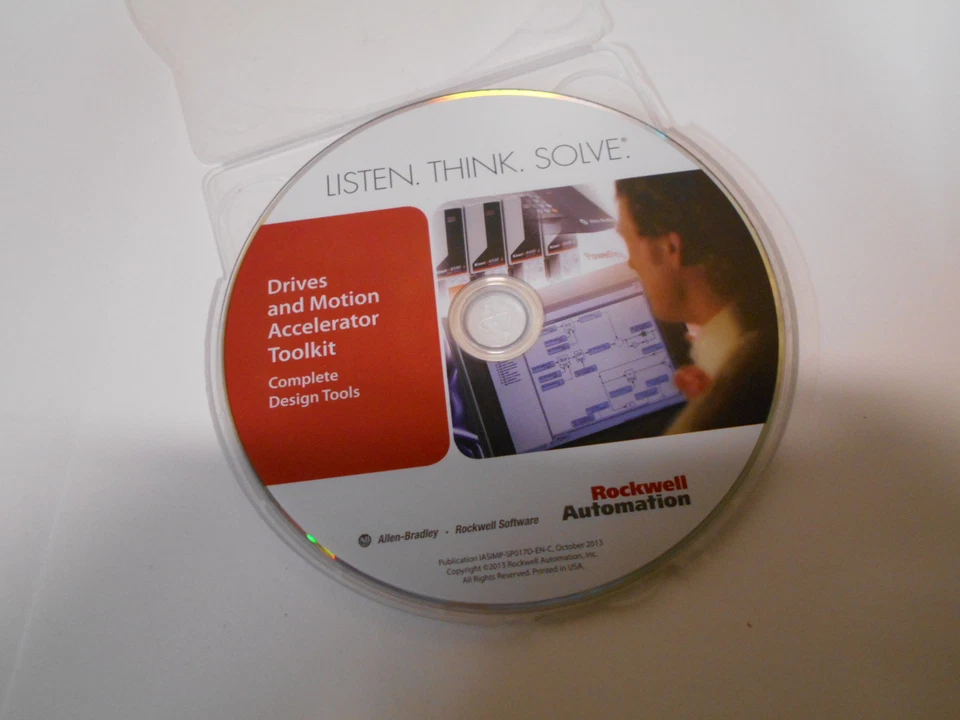 LISTEN. THINK. SOLVE.®
Drives
and Motion
Accelerator
Toolkit
Complete
Design Tools
Rockwell
Automation
Allen-Bradley · Rockwell Software
Publication IASIMP-SP017D-EN-C, October 2013
Copyright ©2013 Rockwell Automation, Inc.
All Rights Reserved. Printed in USA.